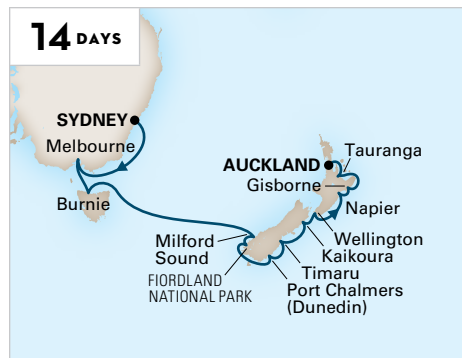 14 DAYS
SYDNEY
Melbourne
Burnie
AUCKLAND
Tauranga
Gisborne
Napier
Wellington
Kaikoura
Timaru
Port Chalmers
(Dunedin)
Milford
Sound
FIORDLAND
NATIONAL PARK